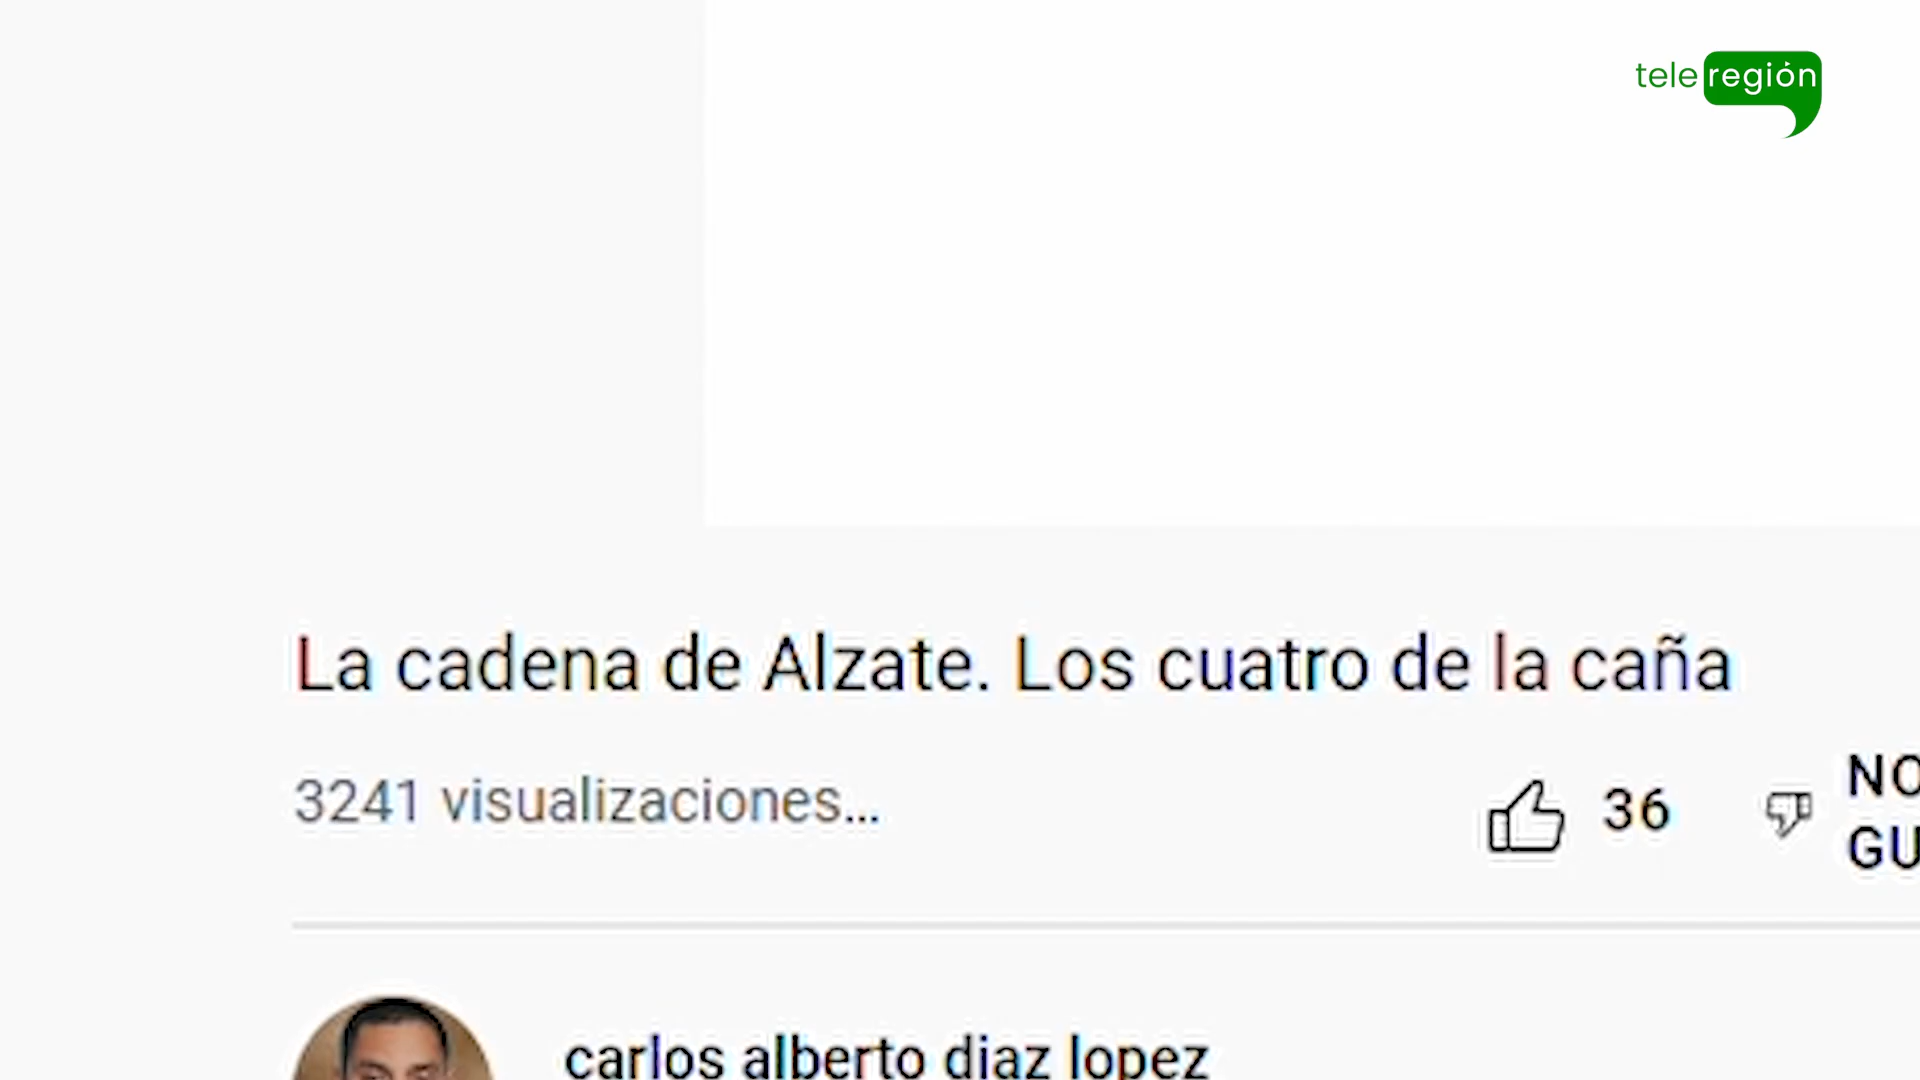 tele región
La cadena de Alzate. Los cuatro de la caña
3241 visualizaciones...
36
NO
GU
carlos alberto diaz lopez